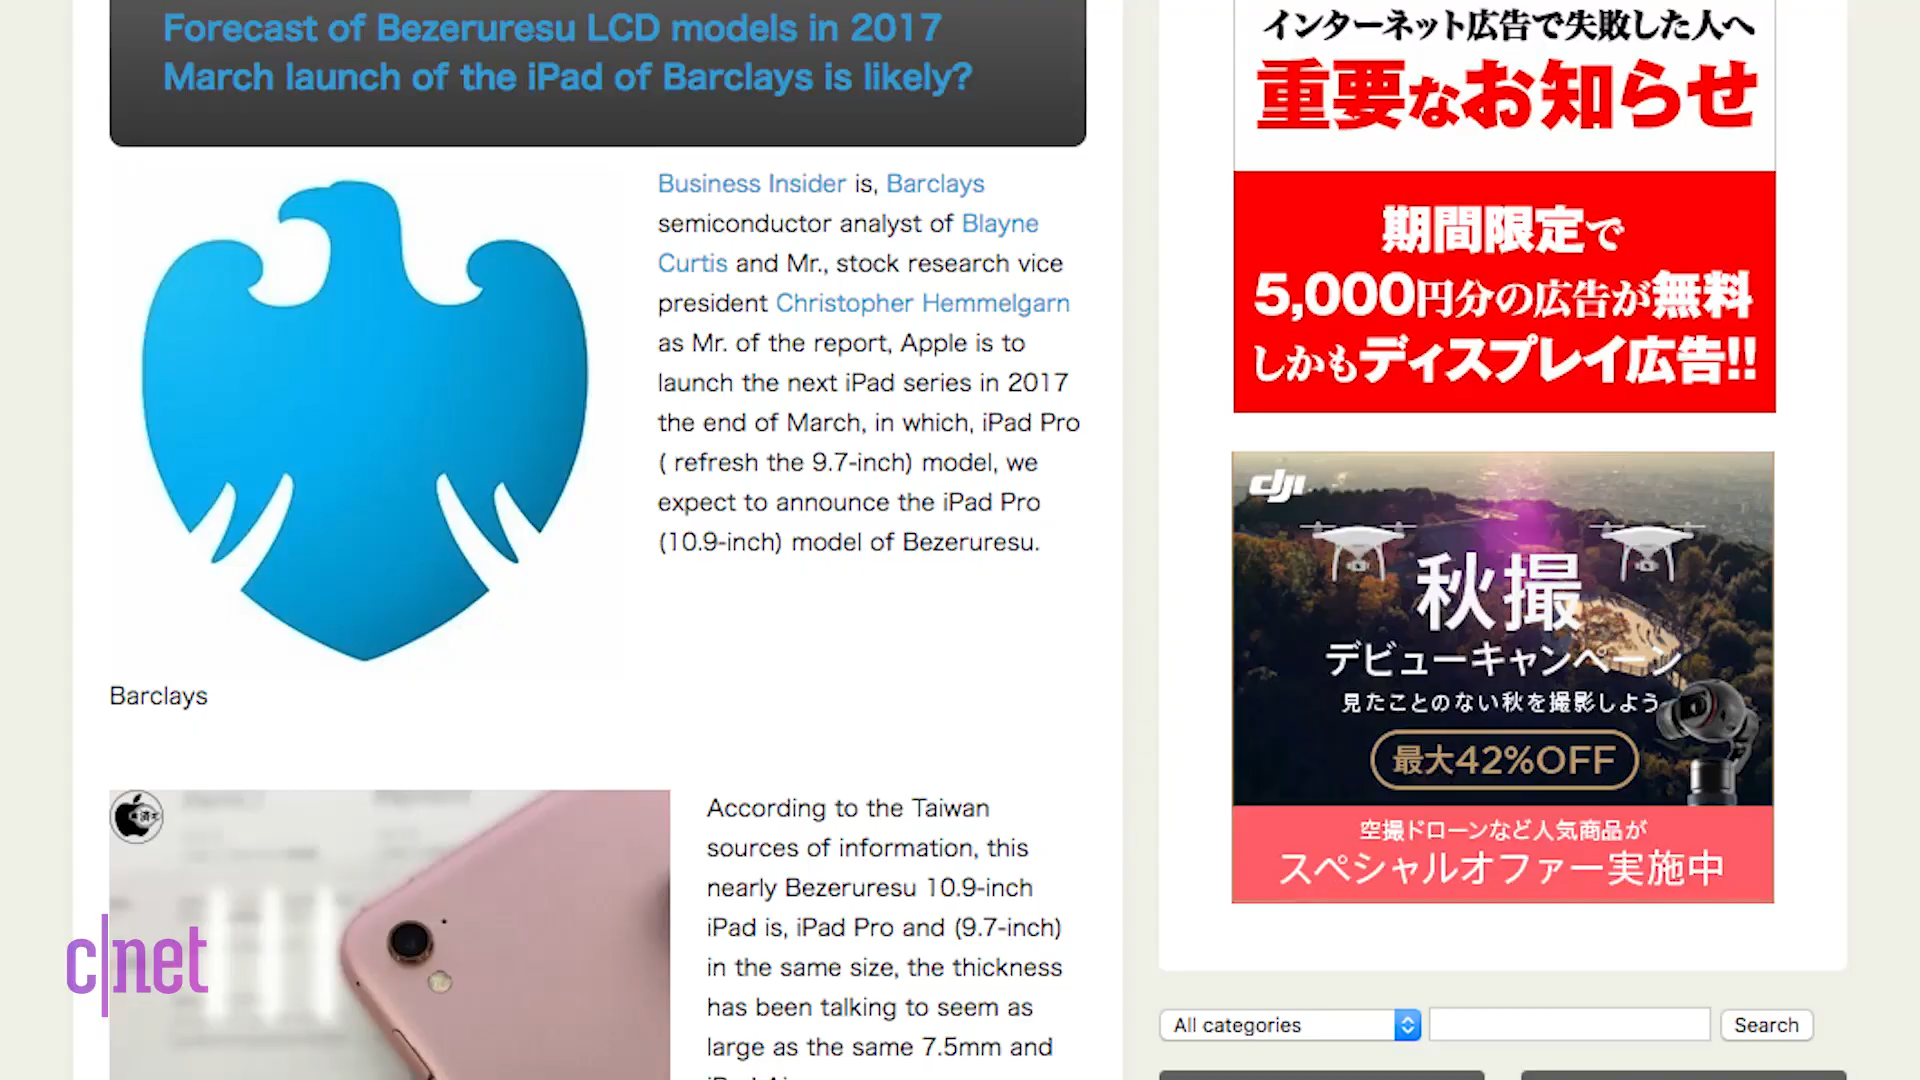 Forecast of Bezeruresu LCD models in 2017
March launch of the iPad of Barclays is likely?
Business Insider is, Barclays
semiconductor analyst of Blayne
Curtis and Mr., stock research vice
president Christopher Hemmelgarn
as Mr. of the report, Apple is to
launch the next iPad series in 2017
the end of March, in which, iPad Pro
( refresh the 9.7-inch) model, we
expect to announce the iPad Pro
(10.9-inch) model of Bezeruresu.
Barclays
According to the Taiwan
sources of information, this
nearly Bezeruresu 10.9-inch
iPad is, iPad Pro and (9.7-inch)
in the same size, the thickness
has been talking to seem as
large as the same 7.5mm and
c|net
インターネット広告で失敗した人へ
重要なお知らせ
期間限定で
5,000円分の広告が無料
しかもディスプレイ広告!!
dji
秋撮
デビューキャンペーン
見たことのない秋を撮影しよう
最大42%OFF
空撮ドローンなど人気商品が
スペシャルオファー実施中
All categories
Search